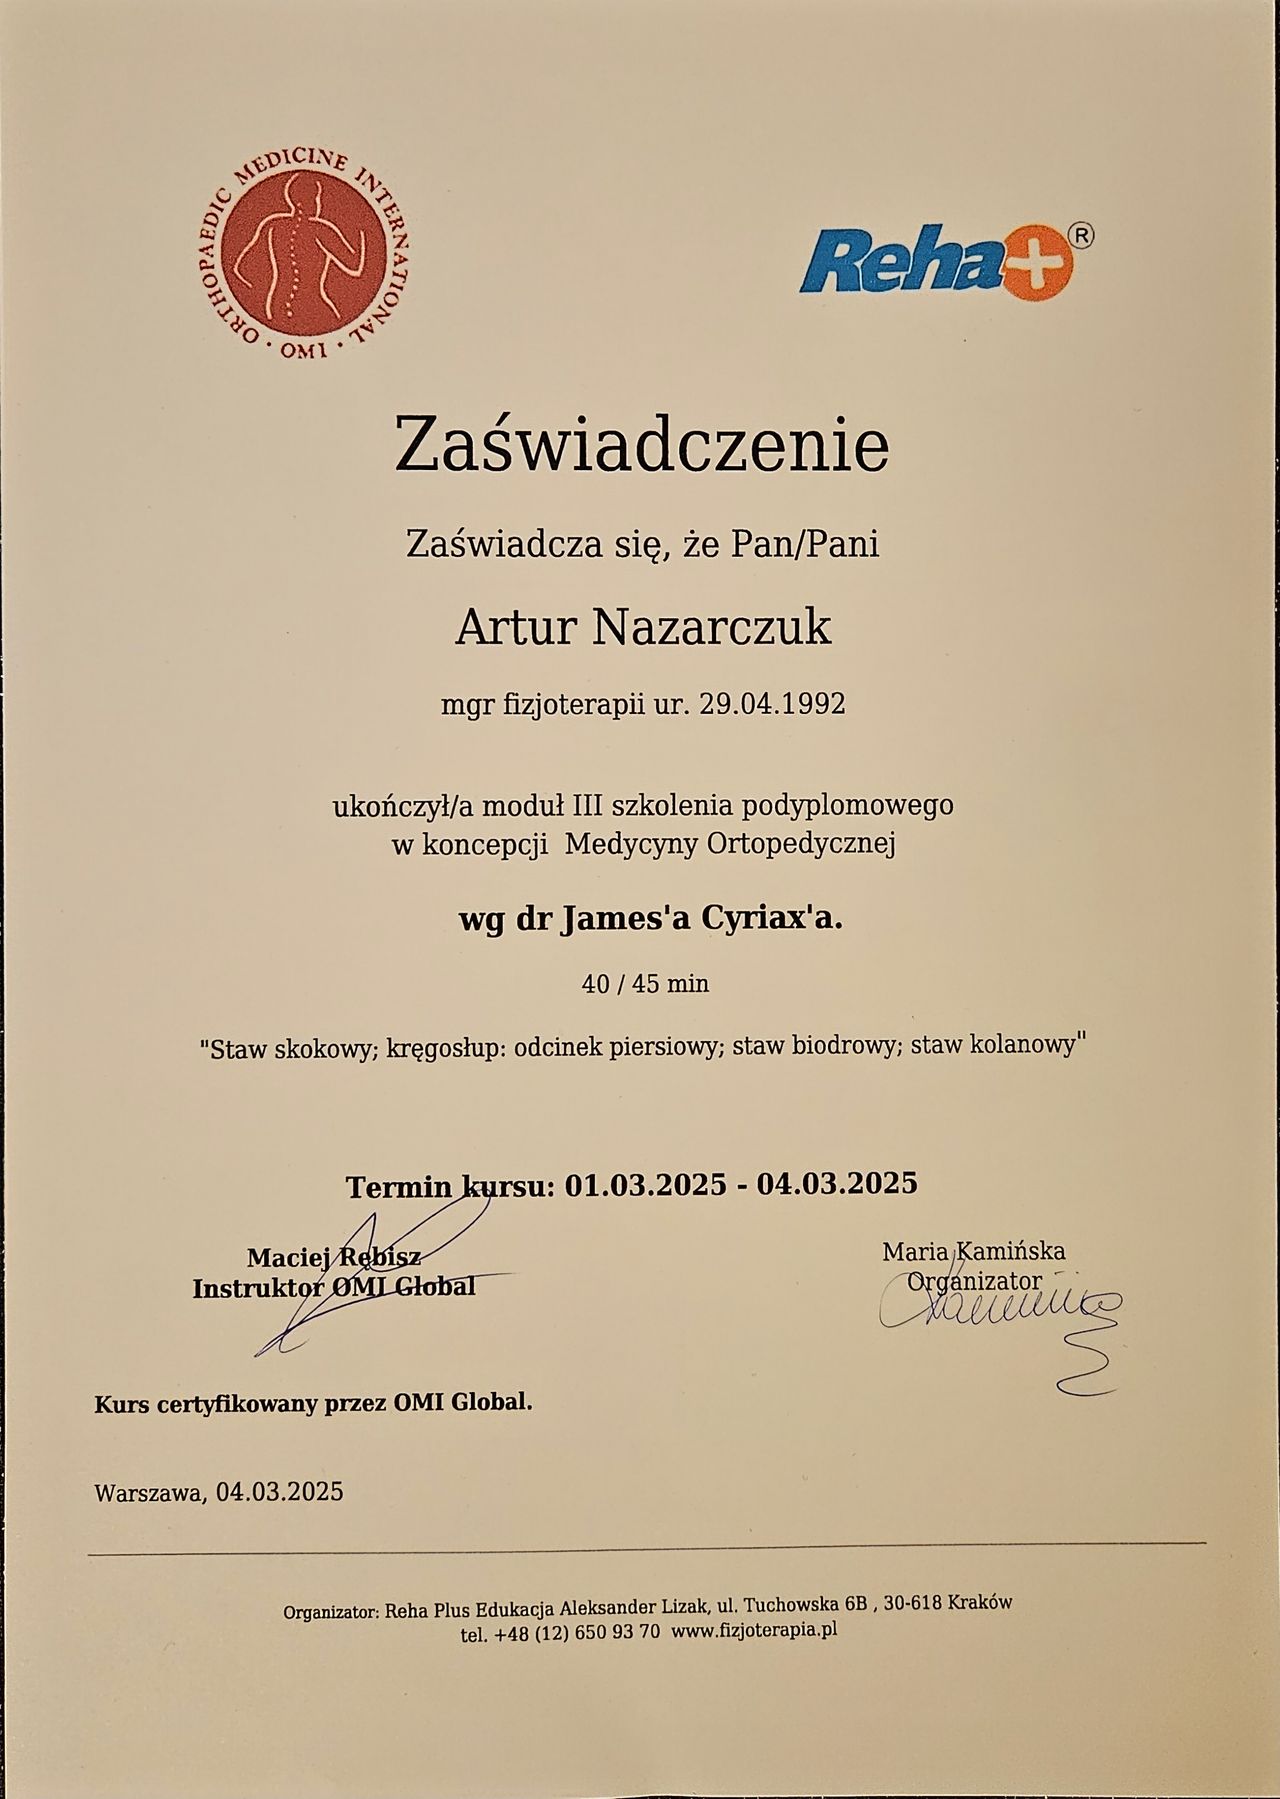 ORTHOPAEDIC MEDICINE INTERNATIONAL · OMI ·
Reha+®
Zaświadczenie
Zaświadcza się, że Pan/Pani
Artur Nazarczuk
mgr fizjoterapii ur. 29.04.1992
ukończył/a moduł III szkolenia podyplomowego
w koncepcji Medycyny Ortopedycznej
wg dr James'a Cyriax'a.
40 / 45 min
"Staw skokowy; kręgosłup: odcinek piersiowy; staw biodrowy; staw kolanowy"
Termin kursu: 01.03.2025 - 04.03.2025
Maciej Rębisz
Instruktor OMI Global
Maria Kamińska
Organizator
Kurs certyfikowany przez OMI Global.
Warszawa, 04.03.2025
Organizator: Reha Plus Edukacja Aleksander Lizak, ul. Tuchowska 6B , 30-618 Kraków
tel. +48 (12) 650 93 70 www.fizjoterapia.pl